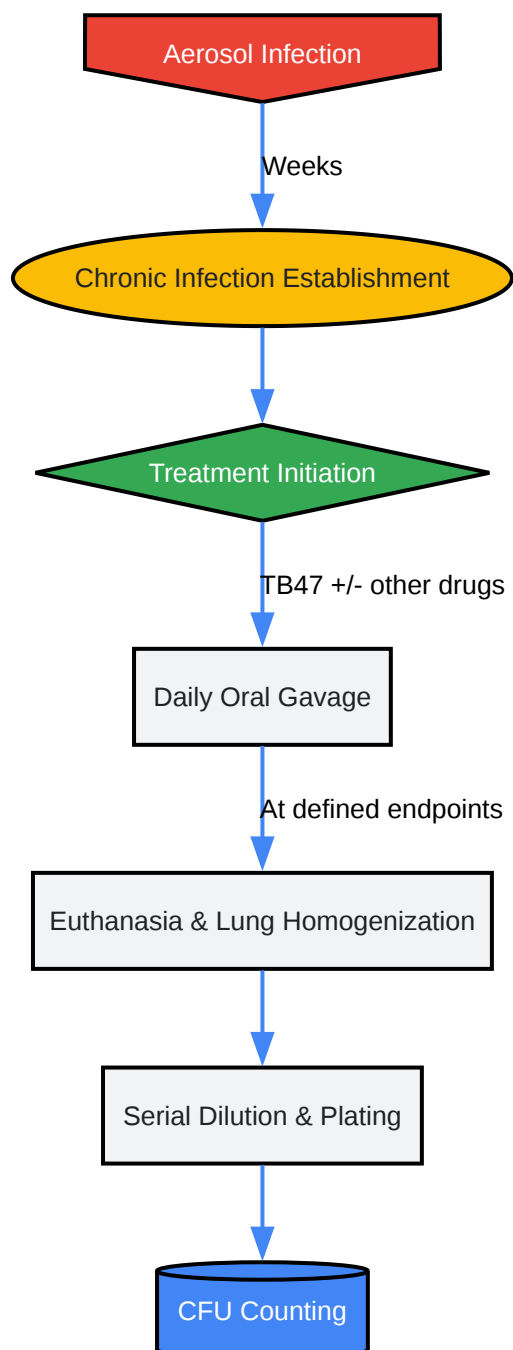 Aerosol Infection
Weeks
Chronic Infection Establishment
Treatment Initiation
TB47 +/- other drugs
Daily Oral Gavage
At defined endpoints
Euthanasia & Lung Homogenization
Serial Dilution & Plating
CFU Counting